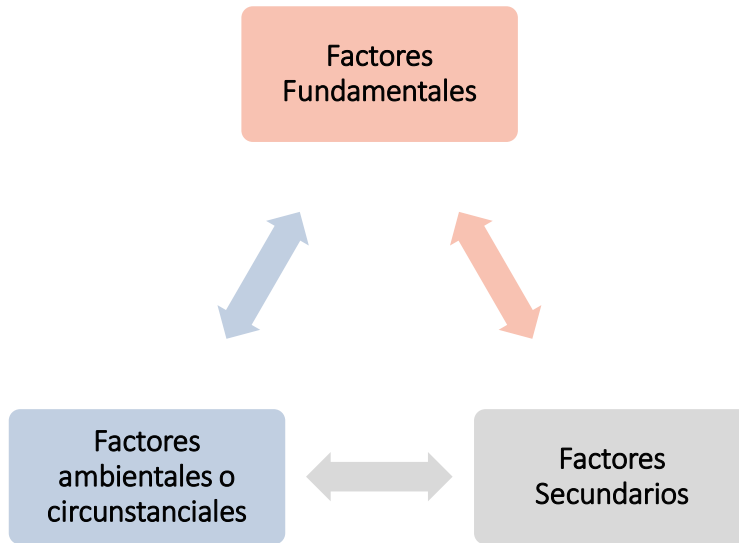 Factores
Fundamentales
Factores
ambientales o
circunstanciales
Factores
Secundarios